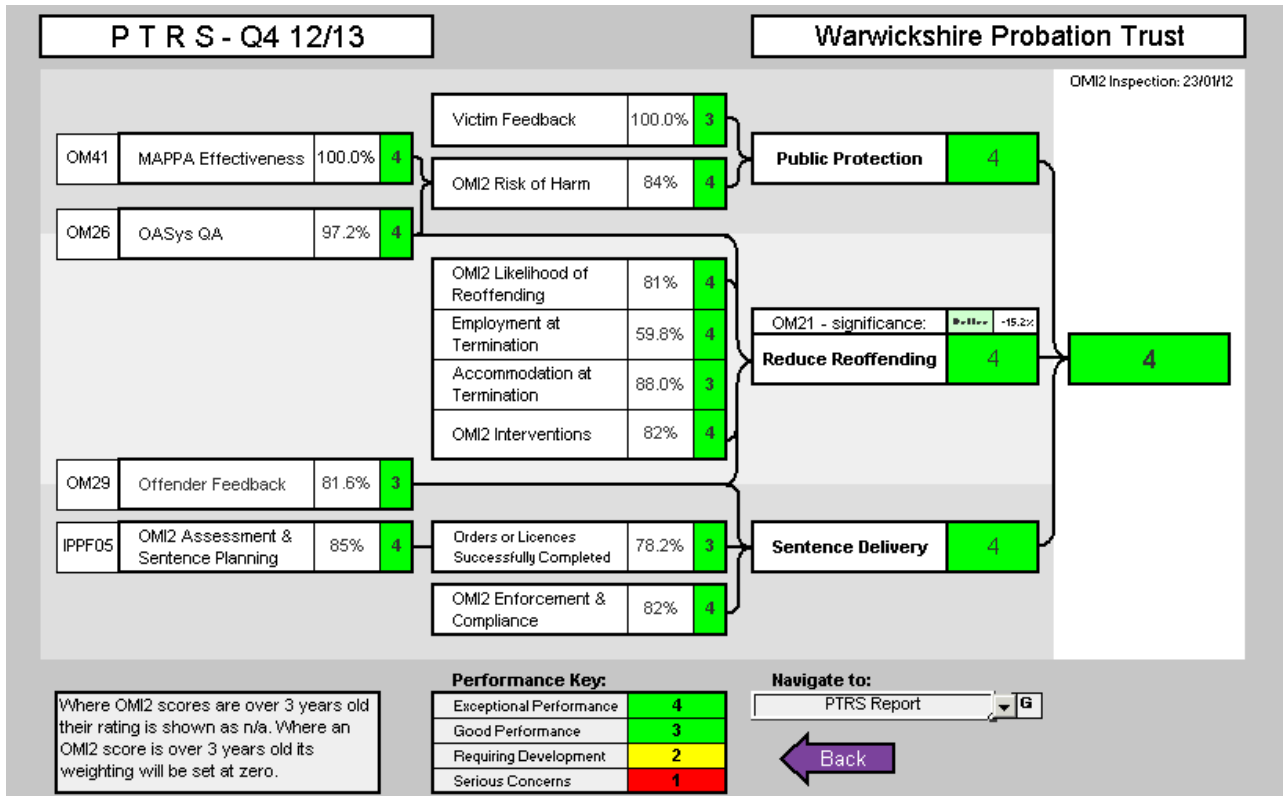 P T R S - Q4 12/13
Warwickshire Probation Trust
OMI2 Inspection: 23/01/12
Victim Feedback 100.0% 3
OM41 MAPPA Effectiveness 100.0% 4
OMI2 Risk of Harm 84% 4
Public Protection 4
OM26 OASys QA 97.2% 4
OMI2 Likelihood of
Reoffending
81% 4
Employment at
Termination
59.8% 4
Accommodation at
Termination
88.0% 3
OMI2 Interventions 82% 4
OM21 - significance: -15.2%
Reduce Reoffending 4
4
OM29 Offender Feedback 81.6% 3
IPPF05
OMI2 Assessment &
Sentence Planning
85% 4
Orders or Licences
Successfully Completed
78.2% 3
Sentence Delivery 4
OMI2 Enforcement &
Compliance
82% 4
Where OMI2 scores are over 3 years old
their rating is shown as n/a. Where an
OMI2 score is over 3 years old its
weighting will be set at zero.
Performance Key:
Exceptional Performance 4
Good Performance 3
Requiring Development 2
Serious Concerns 1
Navigate to:
PTRS Report G
Back